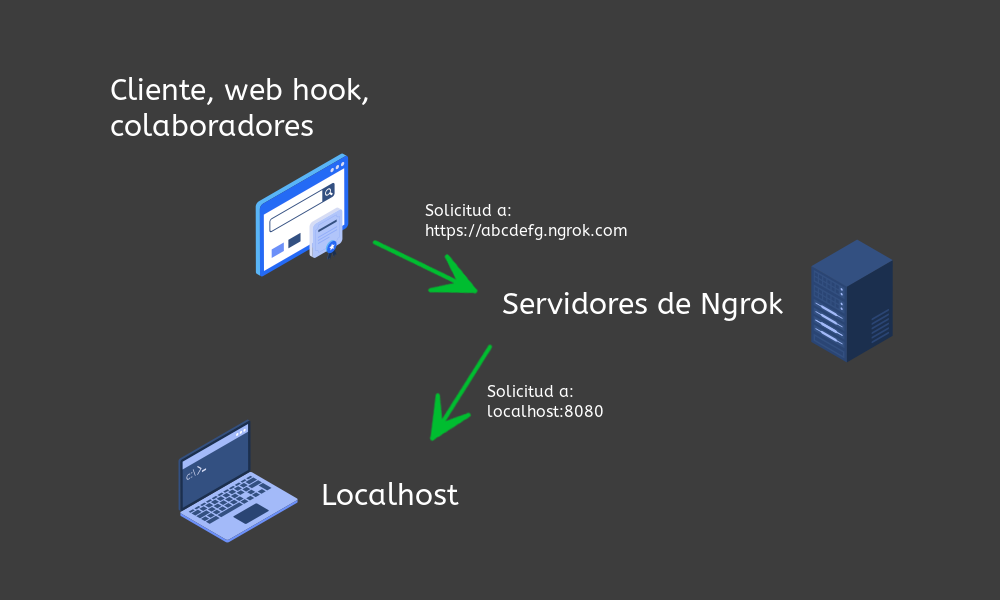 Cliente, web hook,
colaboradores
Solicitud a:
https://abcdefg.ngrok.com
Servidores de Ngrok
Solicitud a:
localhost:8080
c:\>_
Localhost